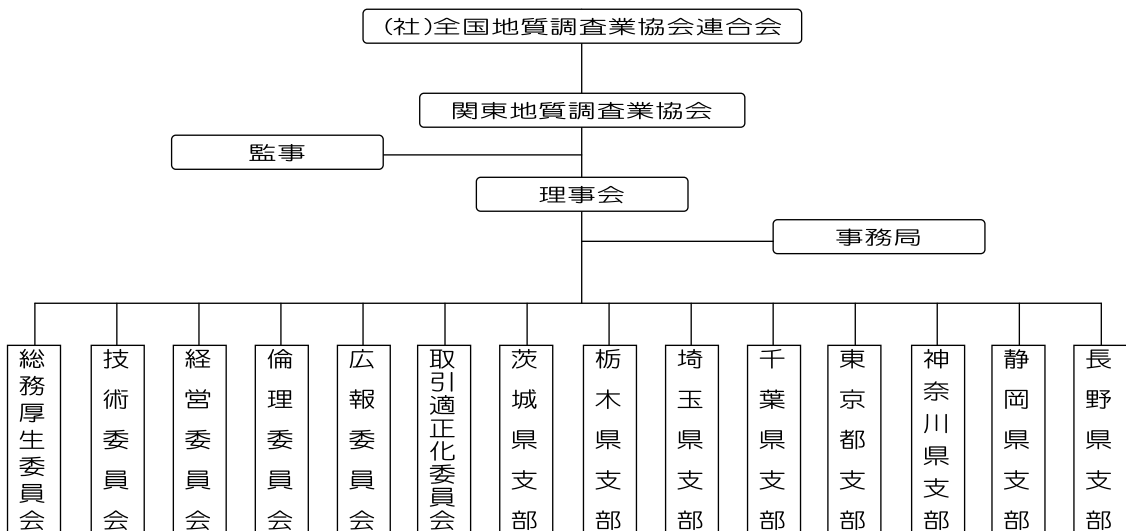 (社)全国地質調査業協会連合会
関東地質調査業協会
監事
理事会
事務局
総務厚生委員会
技術委員会
経営委員会
倫理委員会
広報委員会
取引適正化委員会
茨城県支部
栃木県支部
埼玉県支部
千葉県支部
東京都支部
神奈川県支部
静岡県支部
長野県支部